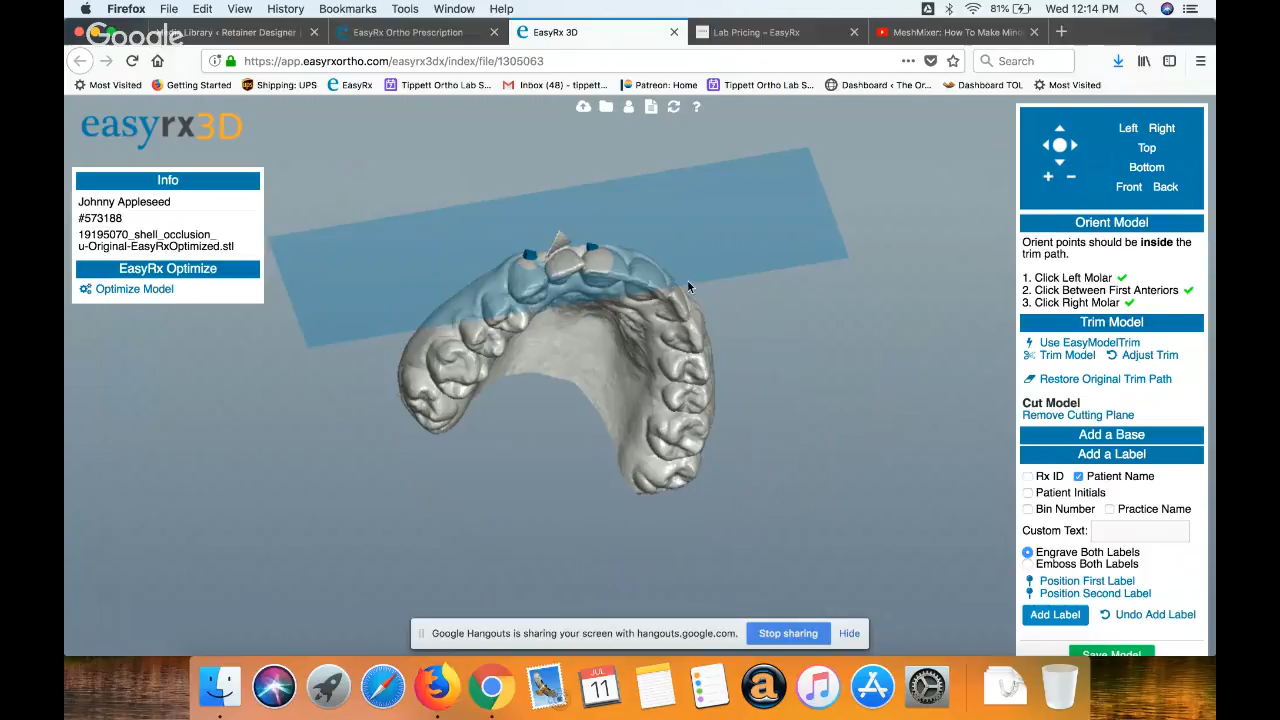 Firefox File Edit View History Bookmarks Tools Window Help 81% Wed 12:14 PM
Google
Library ‹ Retainer Designer EasyRx Ortho Prescription EasyRx 3D Lab Pricing – EasyRx MeshMixer: How To Make Mino
https://app.easyrxortho.com/easyrx3dx/index/file/1305063 Search
Most Visited Getting Started Shipping: UPS EasyRx Tippett Ortho Lab S... Inbox (48) - tippett... Patreon: Home Tippett Ortho Lab S... Dashboard ‹ The O... Dashboard TOL Most Visited
easyrx3D
Info
Johnny Appleseed
#573188
19195070_shell_occlusion_
u-Original-EasyRxOptimized.stl
EasyRx Optimize
Optimize Model
Left Right
Top
Bottom
Front Back
Orient Model
Orient points should be inside the
trim path.
1. Click Left Molar
2. Click Between First Anteriors
3. Click Right Molar
Trim Model
Use EasyModelTrim
Trim Model Adjust Trim
Restore Original Trim Path
Cut Model
Remove Cutting Plane
Add a Base
Add a Label
Rx ID Patient Name
Patient Initials
Bin Number Practice Name
Custom Text:
Engrave Both Labels
Emboss Both Labels
Position First Label
Position Second Label
Add Label Undo Add Label
Save Model
Google Hangouts is sharing your screen with hangouts.google.com. Stop sharing Hide
JUL
11